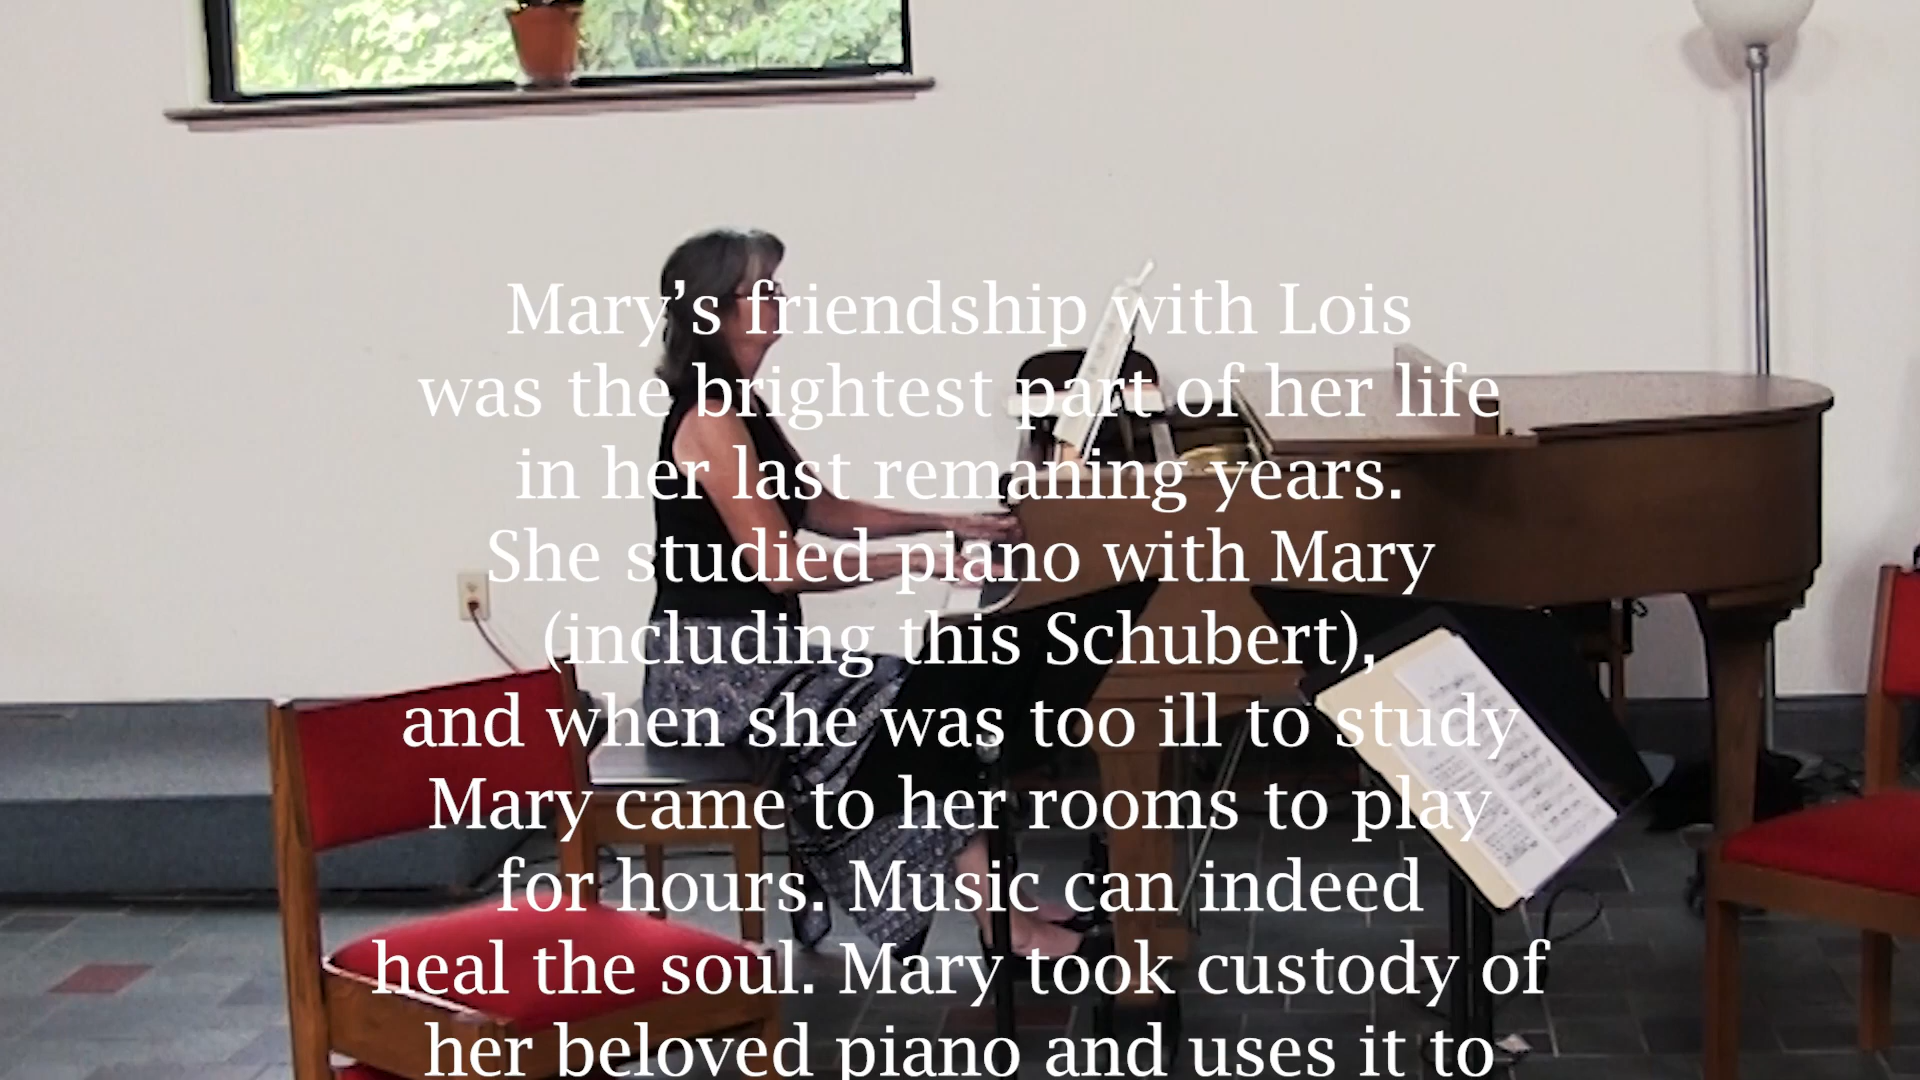 Mary’s friendship with Lois
was the brightest part of her life
in her last remaning years.
She studied piano with Mary
(including this Schubert),
and when she was too ill to study
Mary came to her rooms to play
for hours. Music can indeed
heal the soul. Mary took custody of
her beloved piano and uses it to